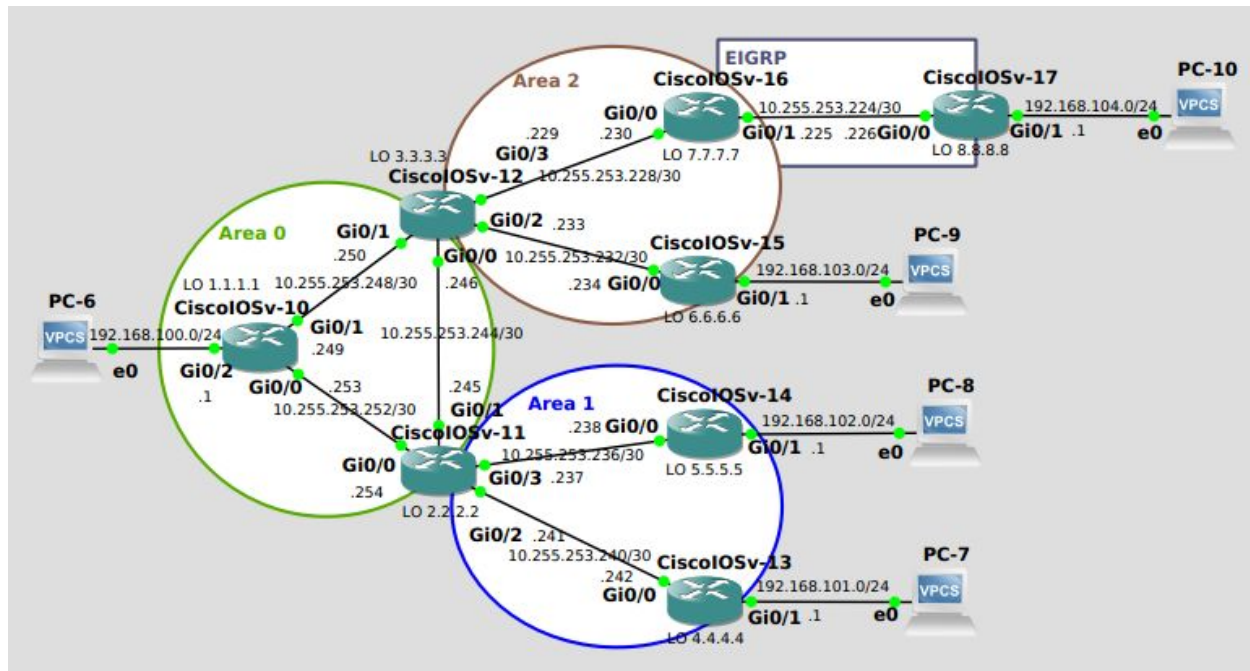 EIGRP
Area 2
CiscoIOSv-16
CiscoIOSv-17
PC-10
Gi0/0
10.255.253.224/30
192.168.104.0/24
VPCS
.229
.230
Gi0/1
.225
.226
Gi0/0
Gi0/1
.1
e0
Gi0/3
LO 7.7.7.7
LO 8.8.8.8
LO 3.3.3.3
CiscoIOSv-12
10.255.253.228/30
Gi0/2
.233
Area 0
Gi0/1
CiscoIOSv-15
PC-9
.250
Gi0/0
10.255.253.232/30
192.168.103.0/24
VPCS
LO 1.1.1.1
10.255.253.248/30
.246
.234
Gi0/0
Gi0/1
.1
e0
PC-6
CiscoIOSv-10
LO 6.6.6.6
VPCS
192.168.100.0/24
Gi0/1
10.255.253.244/30
e0
Gi0/2
.249
.1
Gi0/0
.253
.245
Area 1
CiscoIOSv-14
PC-8
10.255.253.252/30
Gi0/1
.238
Gi0/0
192.168.102.0/24
VPCS
CiscoIOSv-11
10.255.253.236/30
Gi0/1
.1
e0
Gi0/0
Gi0/3
.237
LO 5.5.5.5
.254
LO 2.2.2.2
Gi0/2
.241
10.255.253.240/30
CiscoIOSv-13
PC-7
.242
192.168.101.0/24
VPCS
Gi0/0
Gi0/1
.1
e0
LO 4.4.4.4